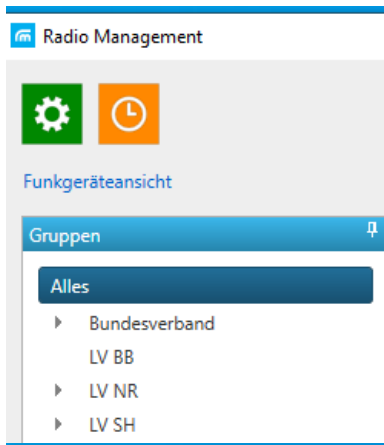 Radio Management
Funkgeräteansicht
Gruppen
Alles
Bundesverband
LV BB
LV NR
LV SH